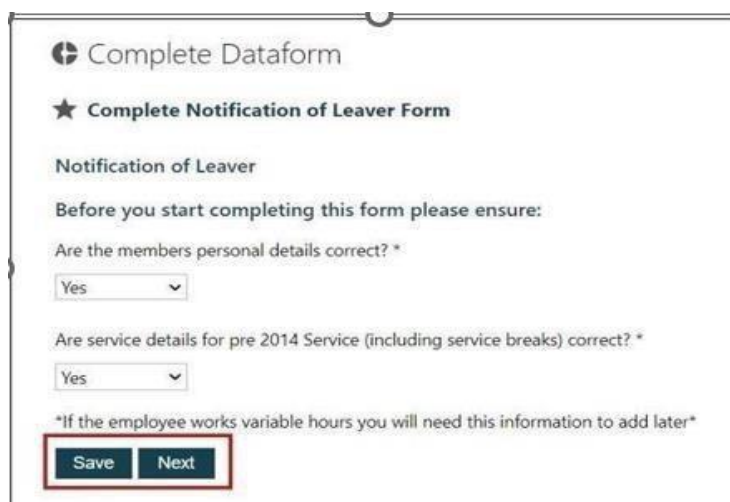 Complete Dataform
Complete Notification of Leaver Form
Notification of Leaver
Before you start completing this form please ensure:
Are the members personal details correct? *
Yes
Are service details for pre 2014 Service (including service breaks) correct? *
Yes
*If the employee works variable hours you will need this information to add later*
Save Next